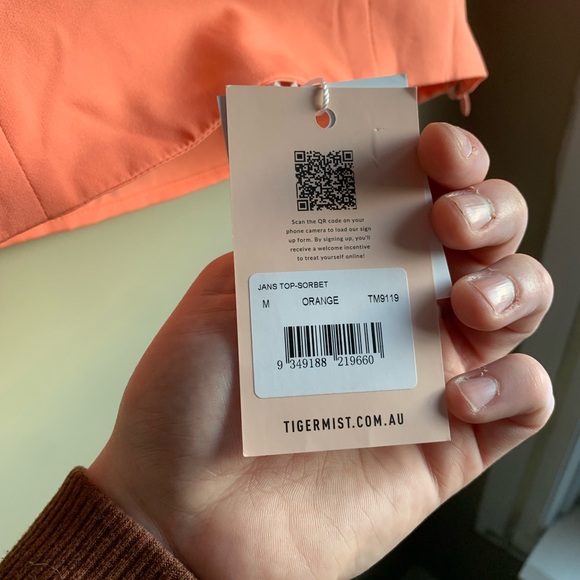 Scan the QR code on your
phone camera to load our sign
up form. By signing up, you'll
receive a welcome incentive
to treat yourself online!
JANS TOP-SORBET
M ORANGE TM9119
9 349188 219660
TIGERMIST.COM.AU